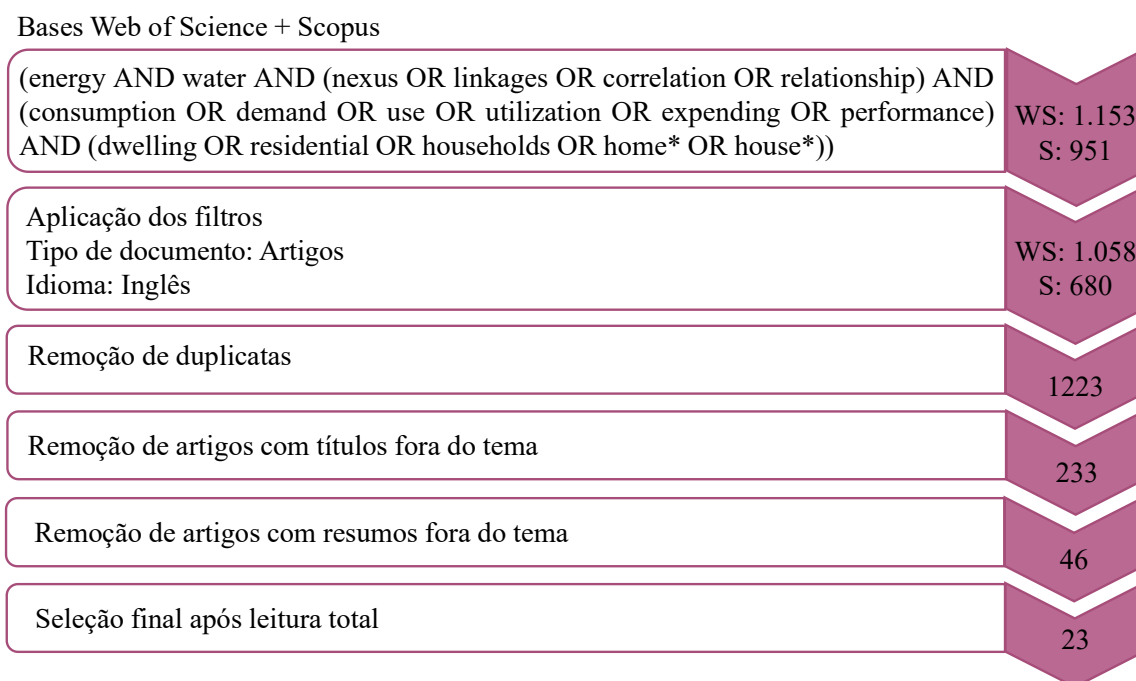 Bases Web of Science + Scopus
(energy AND water AND (nexus OR linkages OR correlation OR relationship) AND
(consumption OR demand OR use OR utilization OR expending OR performance)
AND (dwelling OR residential OR households OR home* OR house*))
WS: 1.153
S: 951
Aplicação dos filtros
Tipo de documento: Artigos
Idioma: Inglês
WS: 1.058
S: 680
Remoção de duplicatas
1223
Remoção de artigos com títulos fora do tema
233
Remoção de artigos com resumos fora do tema
46
Seleção final após leitura total
23